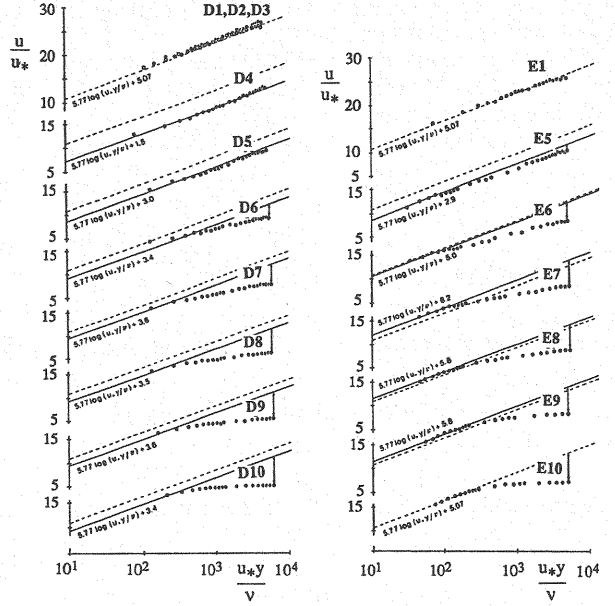 30
20
10
u
u*
D1,D2,D3
5.77 log (u*y/ν) + 5.07
D4
15
5
5.77 log (u*y/ν) + 1.5
D5
15
5
5.77 log (u*y/ν) + 3.0
D6
15
5
5.77 log (u*y/ν) + 3.4
D7
15
5
5.77 log (u*y/ν) + 3.6
D8
15
5
5.77 log (u*y/ν) + 3.5
D9
15
5
5.77 log (u*y/ν) + 3.6
D10
15
5.77 log (u*y/ν) + 3.4
10¹ 10² 10³ 10⁴
u*y
ν
30
20
10
5
u
u*
E1
5.77 log (u*y/ν) + 5.07
E5
15
5
5.77 log (u*y/ν) + 2.9
E6
15
5
5.77 log (u*y/ν) + 5.0
E7
15
5
5.77 log (u*y/ν) + 6.2
E8
15
5
5.77 log (u*y/ν) + 5.8
E9
15
5
5.77 log (u*y/ν) + 5.8
E10
5.77 log (u*y/ν) + 5.07
10¹ 10² 10³ 10⁴
u*y
ν